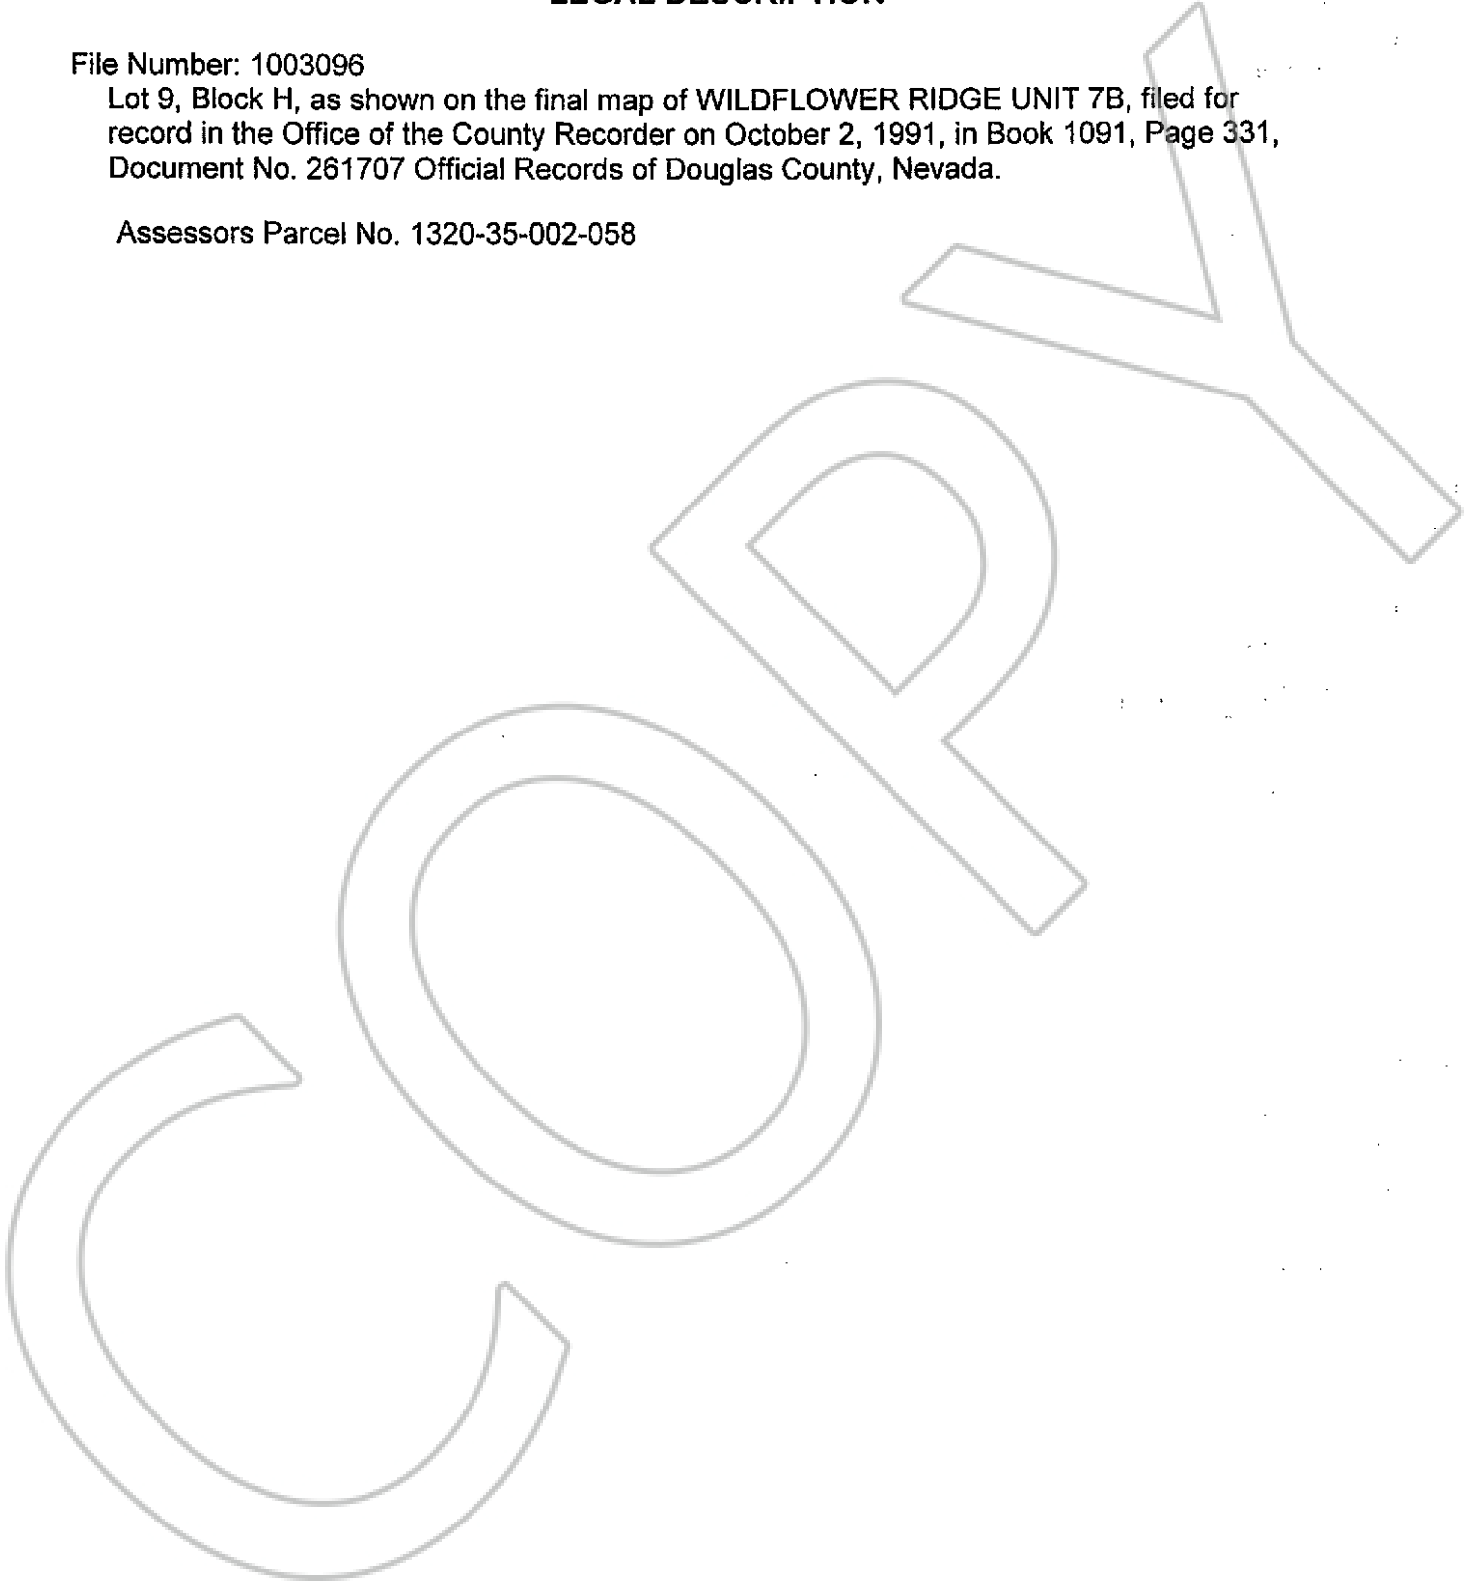 LEGAL DESCRIPTION
File Number: 1003096
Lot 9, Block H, as shown on the final map of WILDFLOWER RIDGE UNIT 7B, filed for
record in the Office of the County Recorder on October 2, 1991, in Book 1091, Page 331,
Document No. 261707 Official Records of Douglas County, Nevada.
Assessors Parcel No. 1320-35-002-058
COPY